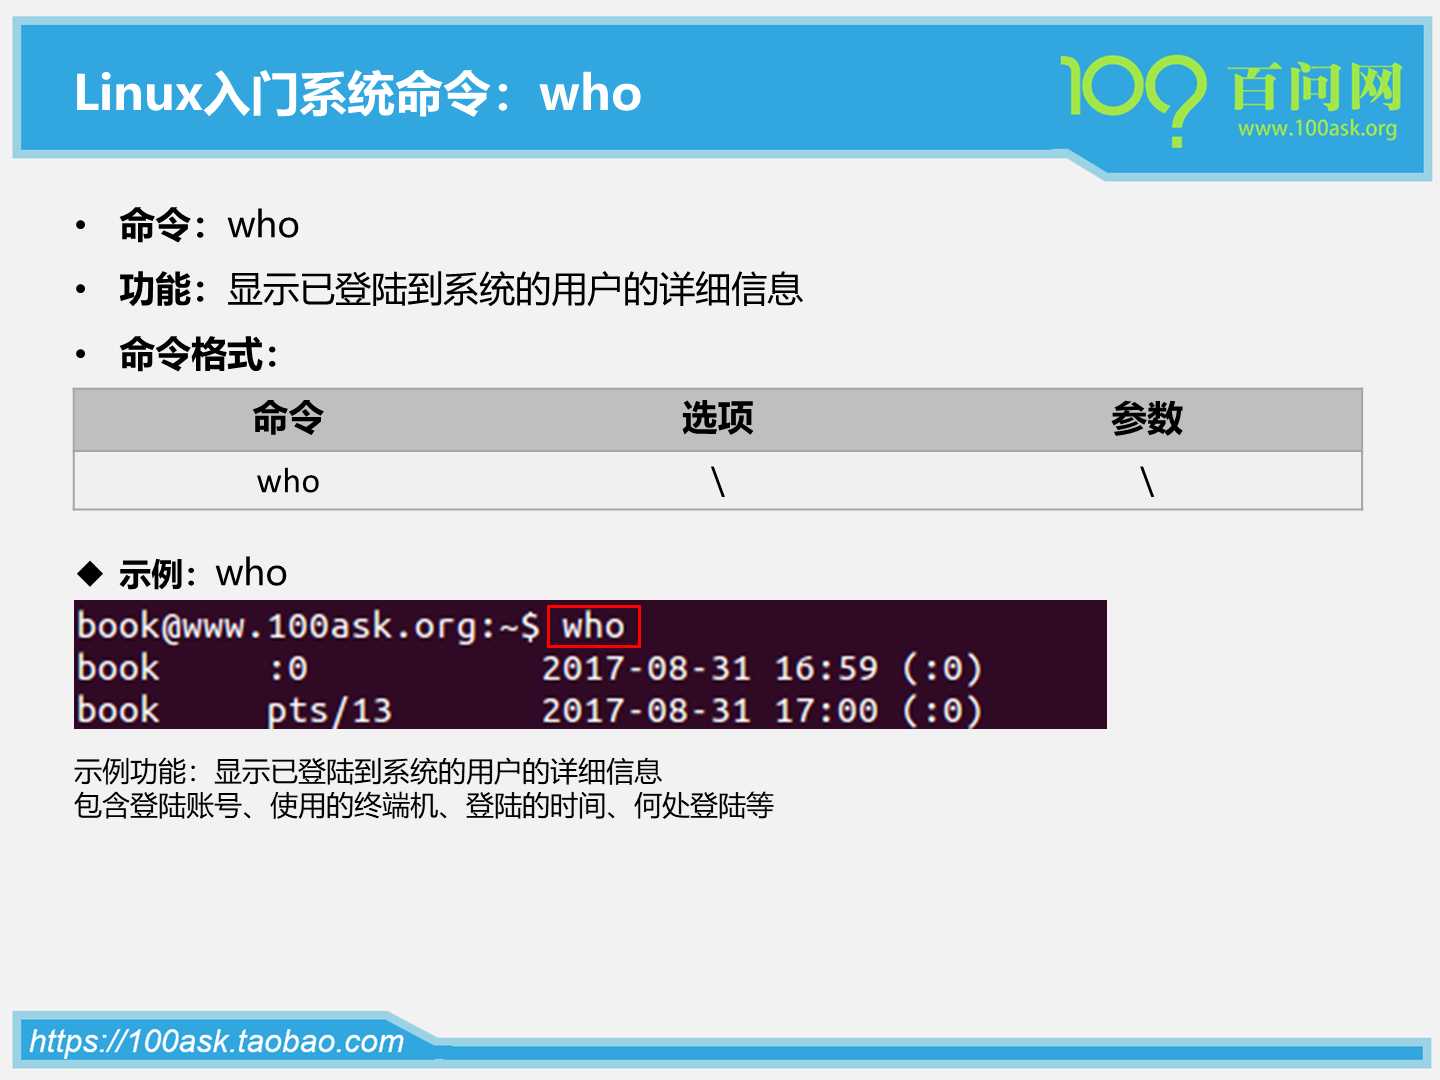 Linux入门系统命令：who
100?
百问网
www.100ask.org
• 命令：who
• 功能：显示已登陆到系统的用户的详细信息
• 命令格式：
命令 选项 参数
who \ \
◆ 示例：who
book@www.100ask.org:~$ who
book     :0           2017-08-31 16:59 (:0)
book     pts/13       2017-08-31 17:00 (:0)
示例功能：显示已登陆到系统的用户的详细信息
包含登陆账号、使用的终端机、登陆的时间、何处登陆等
https://100ask.taobao.com